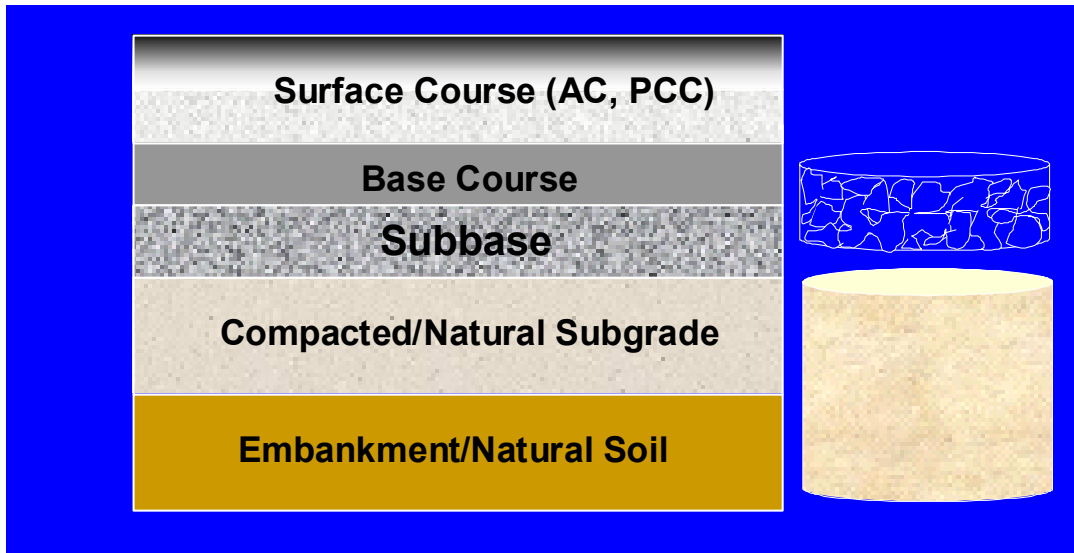 Surface Course (AC, PCC)
Base Course
Subbase
Compacted/Natural Subgrade
Embankment/Natural Soil